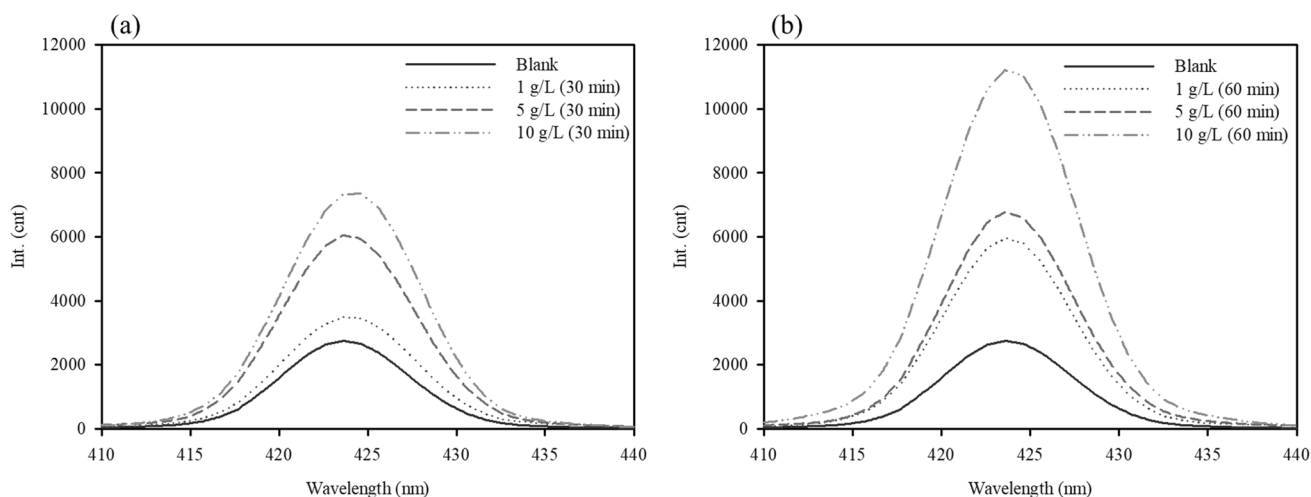 (a)
12000
10000
8000
6000
4000
2000
0
Int. (cnt)
Blank
1 g/L (30 min)
5 g/L (30 min)
10 g/L (30 min)
410 415 420 425 430 435 440
Wavelength (nm)
(b)
12000
10000
8000
6000
4000
2000
0
Int. (cnt)
Blank
1 g/L (60 min)
5 g/L (60 min)
10 g/L (60 min)
410 415 420 425 430 435 440
Wavelength (nm)